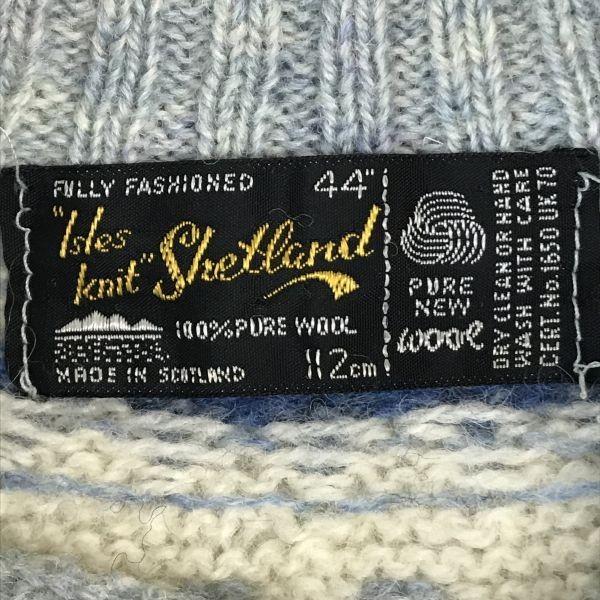 FULLY FASHIONED 44"
"Isles
knit" Shetland
100% PURE WOOL
MADE IN SCOTLAND 112cm
PURE
NEW
WOOL
DRY CLEAN OR HAND
WASH WITH CARE
CERT. No. 1650 UK 70